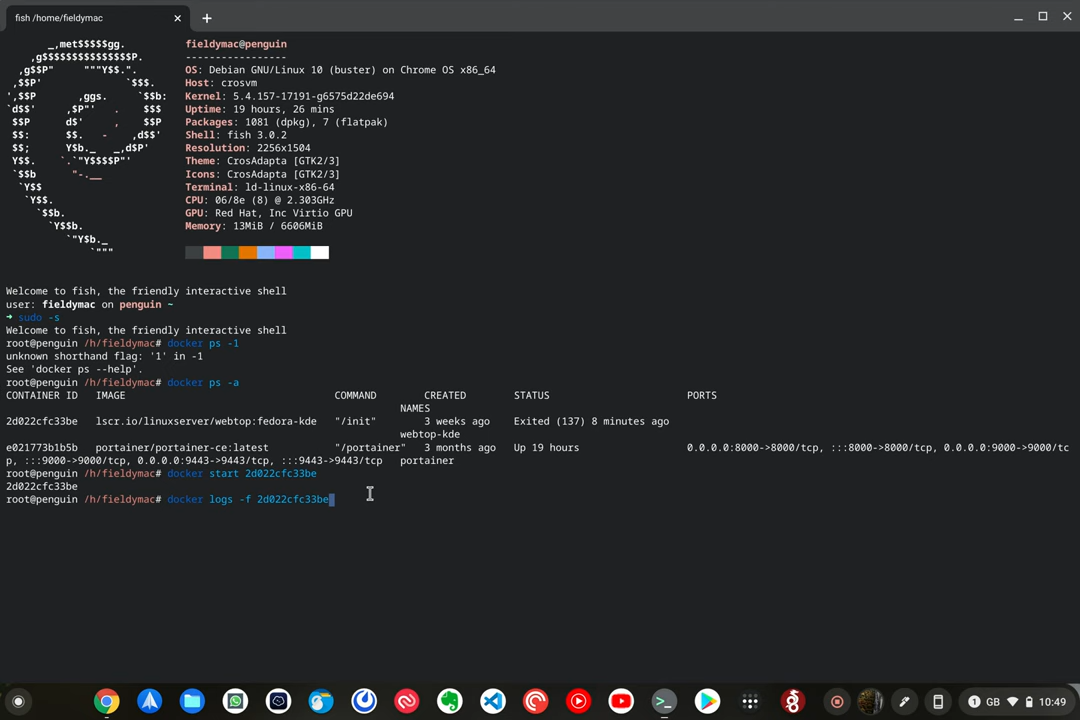 fish /home/fieldymac
_,met$$$$$gg.
fieldymac@penguin
,g$$$$$$$$$$$$$$$P.
-----------------
,g$$P"     """Y$$.".
OS: Debian GNU/Linux 10 (buster) on Chrome OS x86_64
,$$P'              `$$$.
Host: crosvm
',$$P       ,ggs.     `$$b:
Kernel: 5.4.157-17191-g6575d22de694
`d$$'     ,$P"'   .    $$$
Uptime: 19 hours, 26 mins
$$P      d$'     ,    $$P
Packages: 1081 (dpkg), 7 (flatpak)
$$:      $$.   -    ,d$$'
Shell: fish 3.0.2
$$;      Y$b._   _,d$P'
Resolution: 2256x1504
Y$$.    `.`"Y$$$$P"'
Theme: CrosAdapta [GTK2/3]
`$$b      "-.__
Icons: CrosAdapta [GTK2/3]
`Y$$
Terminal: ld-linux-x86-64
`Y$$.
CPU: 06/8e (8) @ 2.303GHz
`$$b.
GPU: Red Hat, Inc Virtio GPU
`Y$$b.
Memory: 13MiB / 6606MiB
`"Y$b._
`"""
Welcome to fish, the friendly interactive shell
user: fieldymac on penguin ~
➜ sudo -s
Welcome to fish, the friendly interactive shell
root@penguin /h/fieldymac# docker ps -1
unknown shorthand flag: '1' in -1
See 'docker ps --help'.
root@penguin /h/fieldymac# docker ps -a
CONTAINER ID   IMAGE                                   COMMAND        CREATED        STATUS                       PORTS
NAMES
2d022cfc33be   lscr.io/linuxserver/webtop:fedora-kde   "/init"        3 weeks ago    Exited (137) 8 minutes ago
webtop-kde
e021773b1b5b   portainer/portainer-ce:latest           "/portainer"   3 months ago   Up 19 hours                  0.0.0.0:8000->8000/tcp, :::8000->8000/tcp, 0.0.0.0:9000->9000/tc
p, :::9000->9000/tcp, 0.0.0.0:9443->9443/tcp, :::9443->9443/tcp   portainer
root@penguin /h/fieldymac# docker start 2d022cfc33be
2d022cfc33be
root@penguin /h/fieldymac# docker logs -f 2d022cfc33be
1 GB 10:49